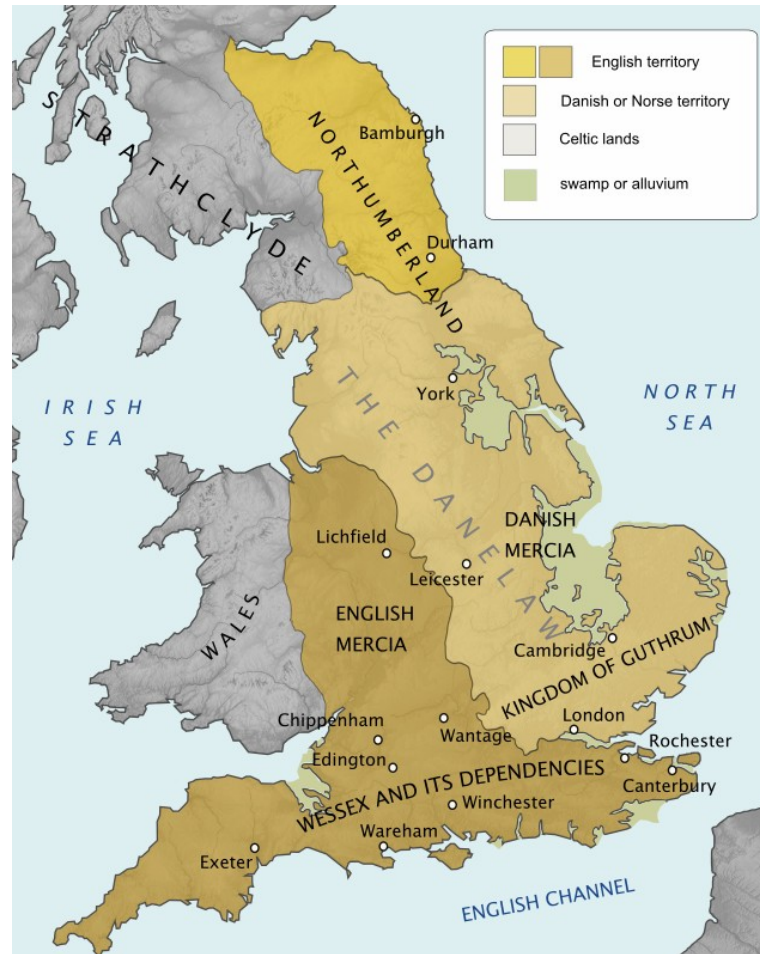 English territory
Danish or Norse territory
Celtic lands
swamp or alluvium
STRATHCLYDE
NORTHUMBERLAND
Bamburgh
Durham
York
IRISH
SEA
NORTH
SEA
THE DANELAW
DANISH
MERCIA
Lichfield
Leicester
ENGLISH
MERCIA
WALES
Cambridge
KINGDOM OF GUTHRUM
Chippenham
Wantage
London
Rochester
Edington
WESSEX AND ITS DEPENDENCIES
Canterbury
Winchester
Wareham
Exeter
ENGLISH CHANNEL